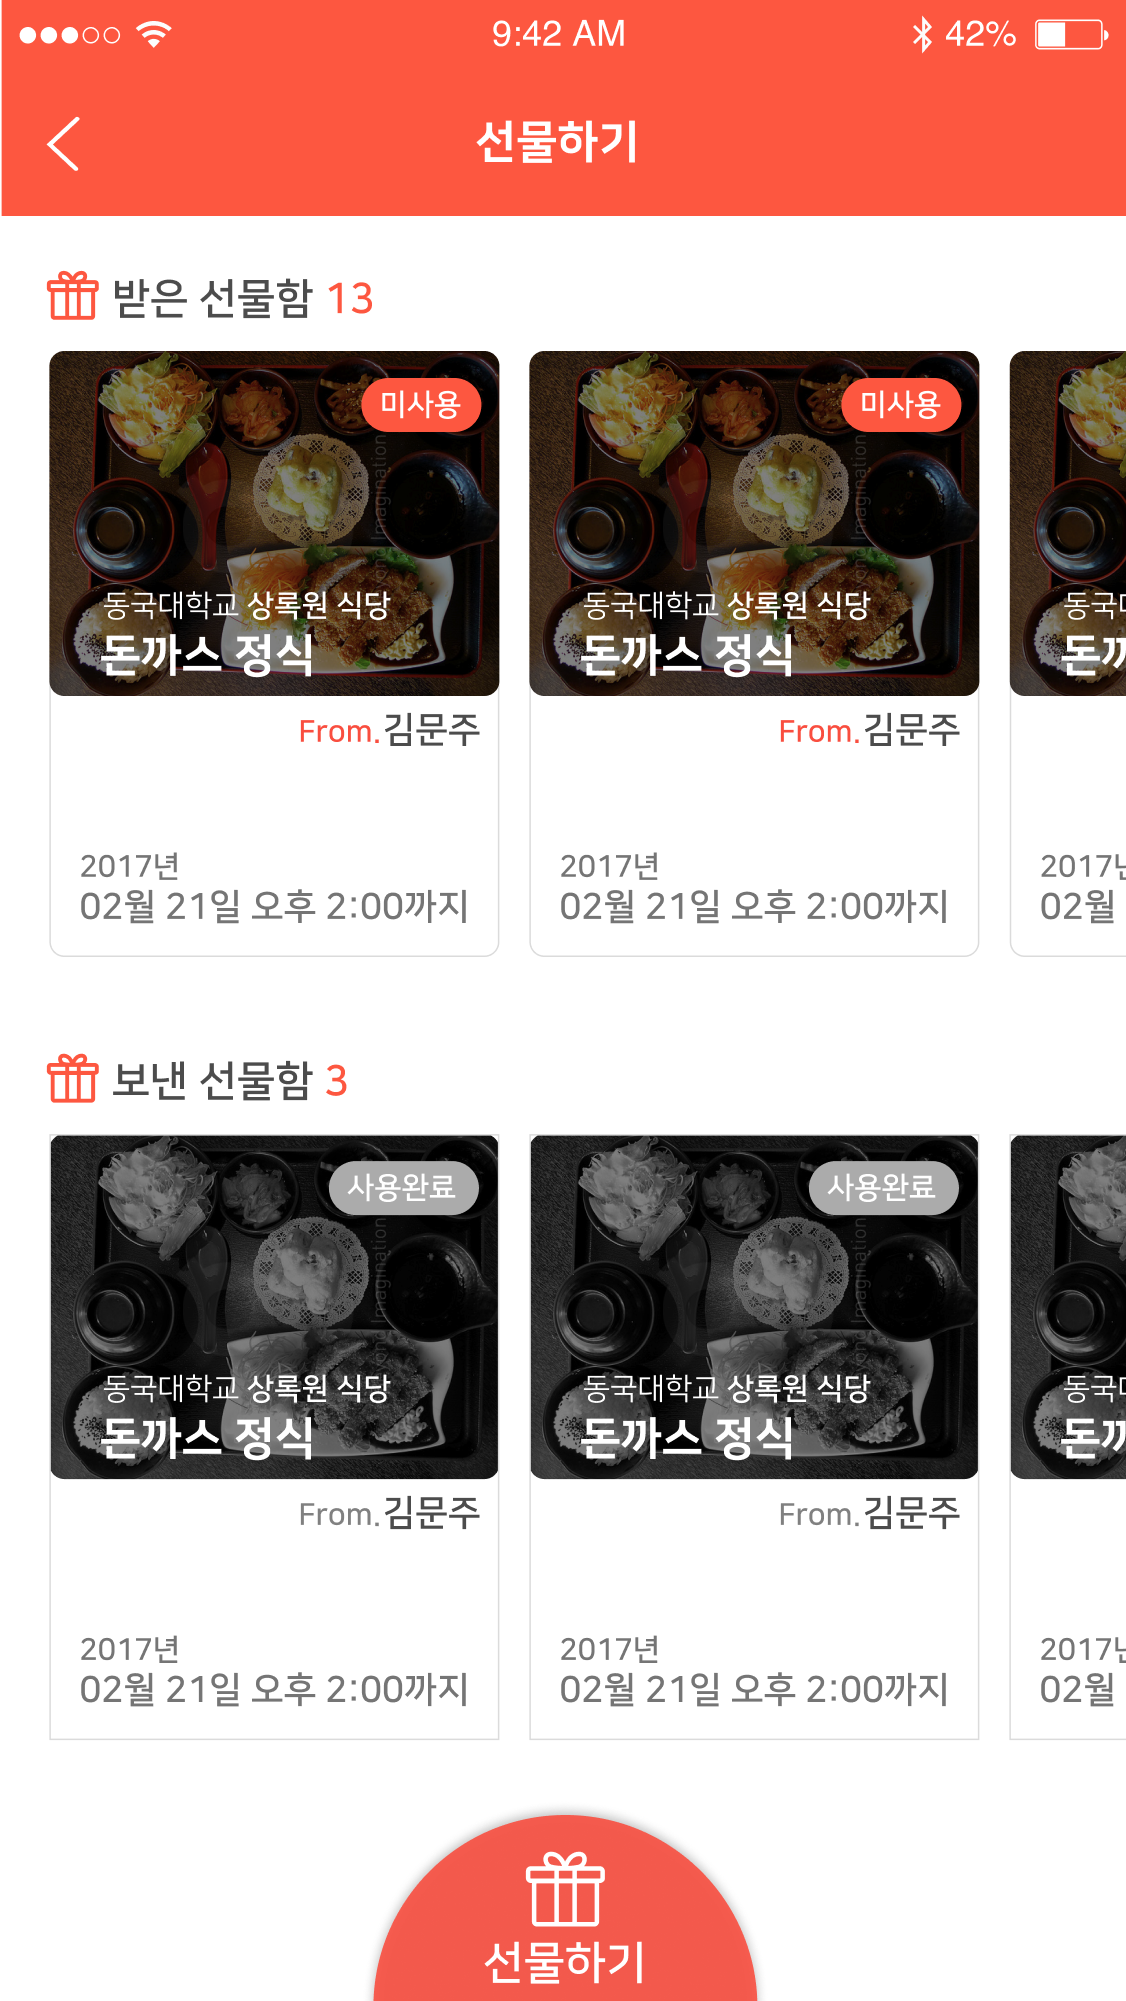 9:42 AM
42%
선물하기
받은 선물함 13
미사용
동국대학교 상록원 식당
돈까스 정식
From.김문주
2017년
02월 21일 오후 2:00까지
미사용
동국대학교 상록원 식당
돈까스 정식
From.김문주
2017년
02월 21일 오후 2:00까지
동국
2017
02월
보낸 선물함 3
사용완료
동국대학교 상록원 식당
돈까스 정식
From.김문주
2017년
02월 21일 오후 2:00까지
사용완료
동국대학교 상록원 식당
돈까스 정식
From.김문주
2017년
02월 21일 오후 2:00까지
동국
2017
02월
선물하기